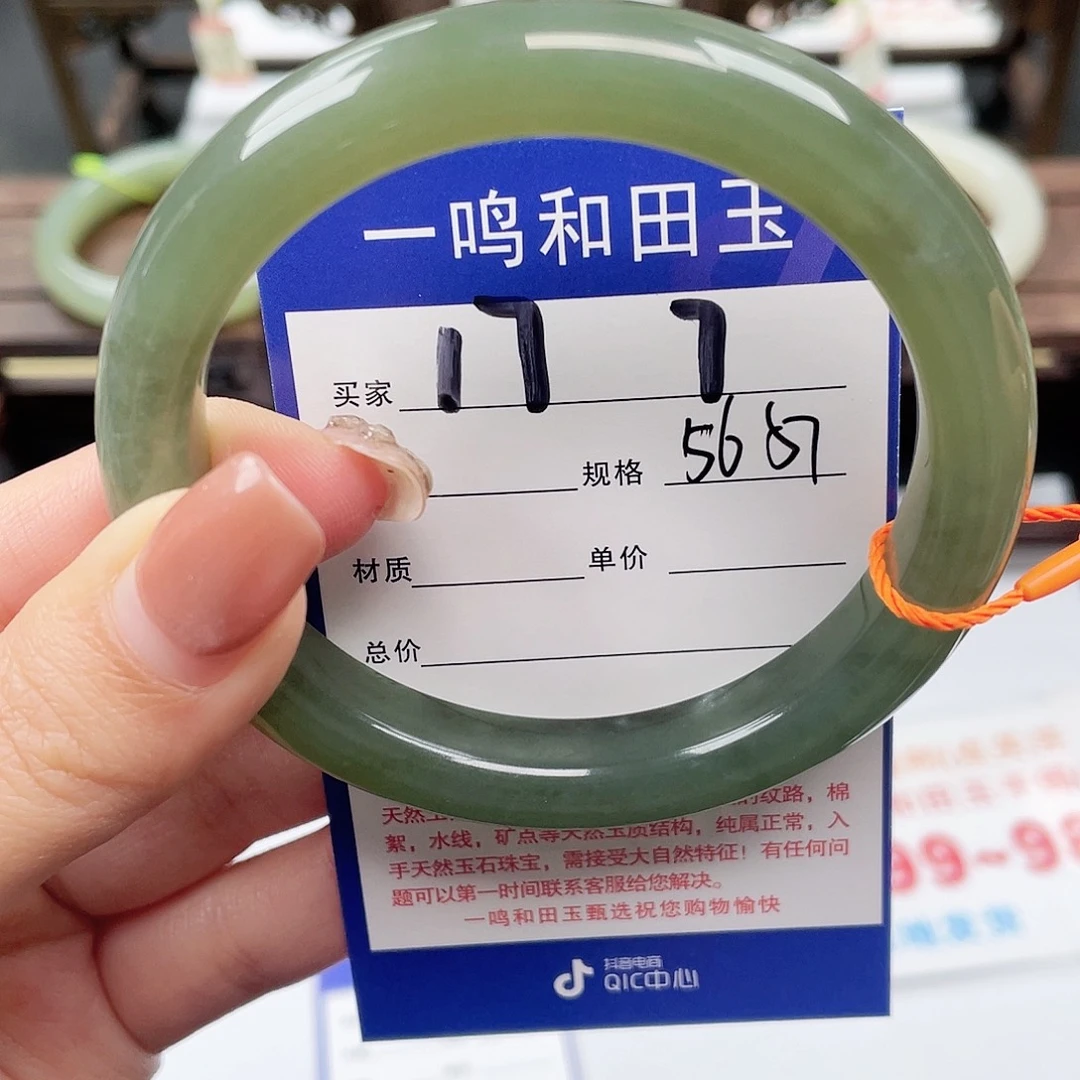 一鸣和田玉
买家 17 7
规格 56
材质 单价
总价
的纹路，棉
絮，水线，矿点等天然玉质结构，纯属正常，入
手天然玉石珠宝，需接受大自然特征！有任何问
题可以第一时间联系客服给您解决。
一鸣和田玉甄选祝您购物愉快
抖音电商
QIC中心